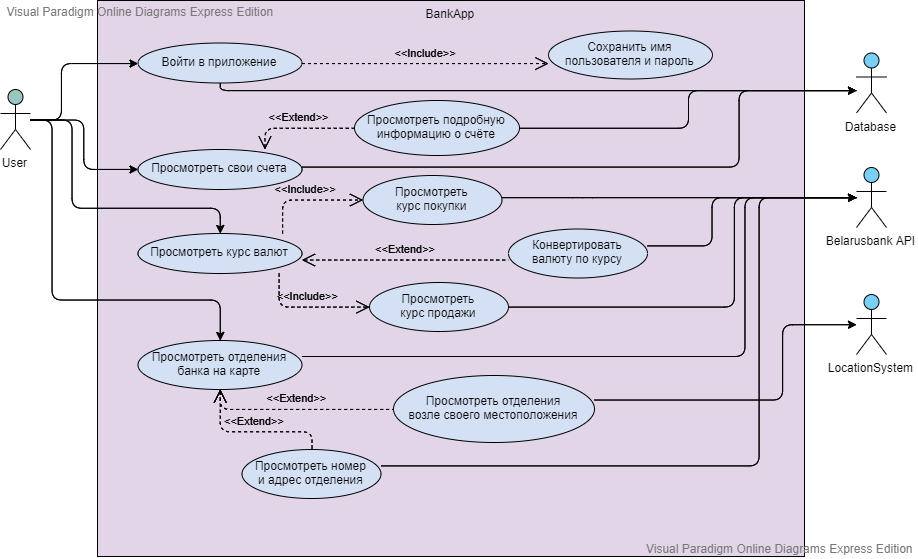 Visual Paradigm Online Diagrams Express Edition
BankApp
Войти в приложение
<<Include>>
Сохранить имя
пользователя и пароль
Database
<<Extend>>
Просмотреть подробную
информацию о счёте
User
Просмотреть свои счета
<<Include>>
Просмотреть
курс покупки
Belarusbank API
Просмотреть курс валют
<<Extend>>
Конвертировать
валюту по курсу
<<Include>>
Просмотреть
курс продажи
LocationSystem
Просмотреть отделения
банка на карте
<<Extend>>
Просмотреть отделения
возле своего местоположения
<<Extend>>
Просмотреть номер
и адрес отделения
Visual Paradigm Online Diagrams Express Edition